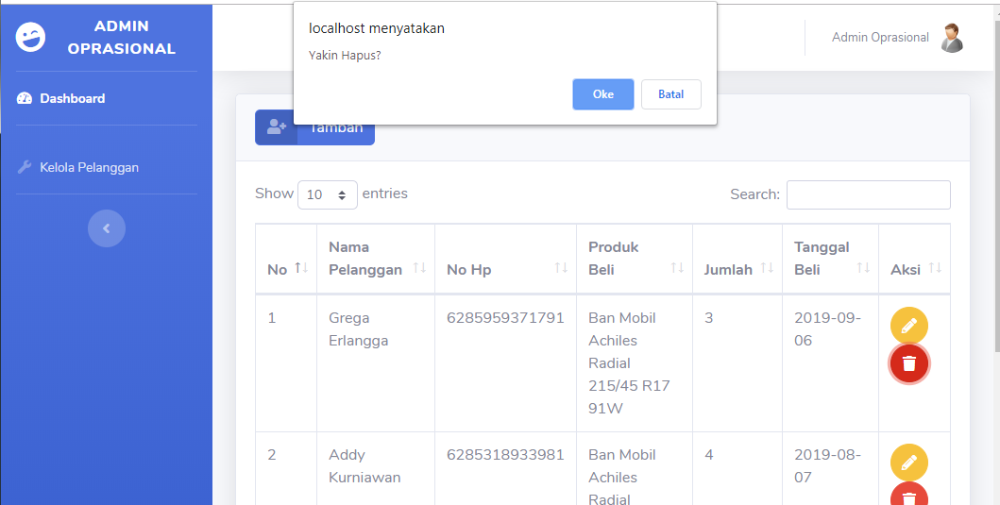 localhost menyatakan
Yakin Hapus?
Oke
Batal
ADMIN
OPRASIONAL
Dashboard
Kelola Pelanggan
Admin Oprasional
Tambah
Show 10 entries
Search:
No
Nama
Pelanggan
No Hp
Produk
Beli
Jumlah
Tanggal
Beli
Aksi
1
Grega
Erlangga
6285959371791
Ban Mobil
Achiles
Radial
215/45 R17
91W
3
2019-09-
06
2
Addy
Kurniawan
6285318933981
Ban Mobil
Achiles
Radial
4
2019-08-
07